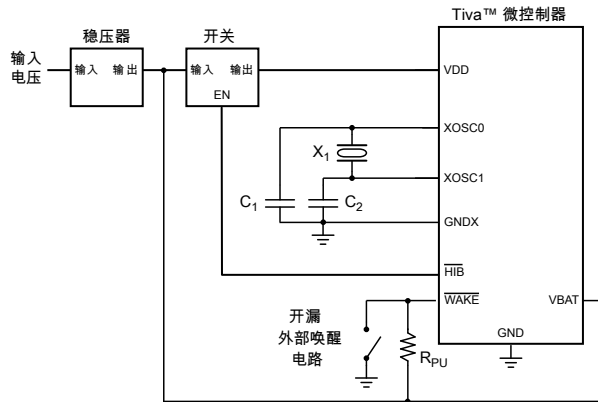 Tiva™ 微控制器
稳压器
开关
输入
电压
输入 输出
输入 输出
EN
VDD
XOSC0
X1
XOSC1
C1
C2
GNDX
HIB
WAKE
VBAT
开漏
外部唤醒
电路
RPU
GND